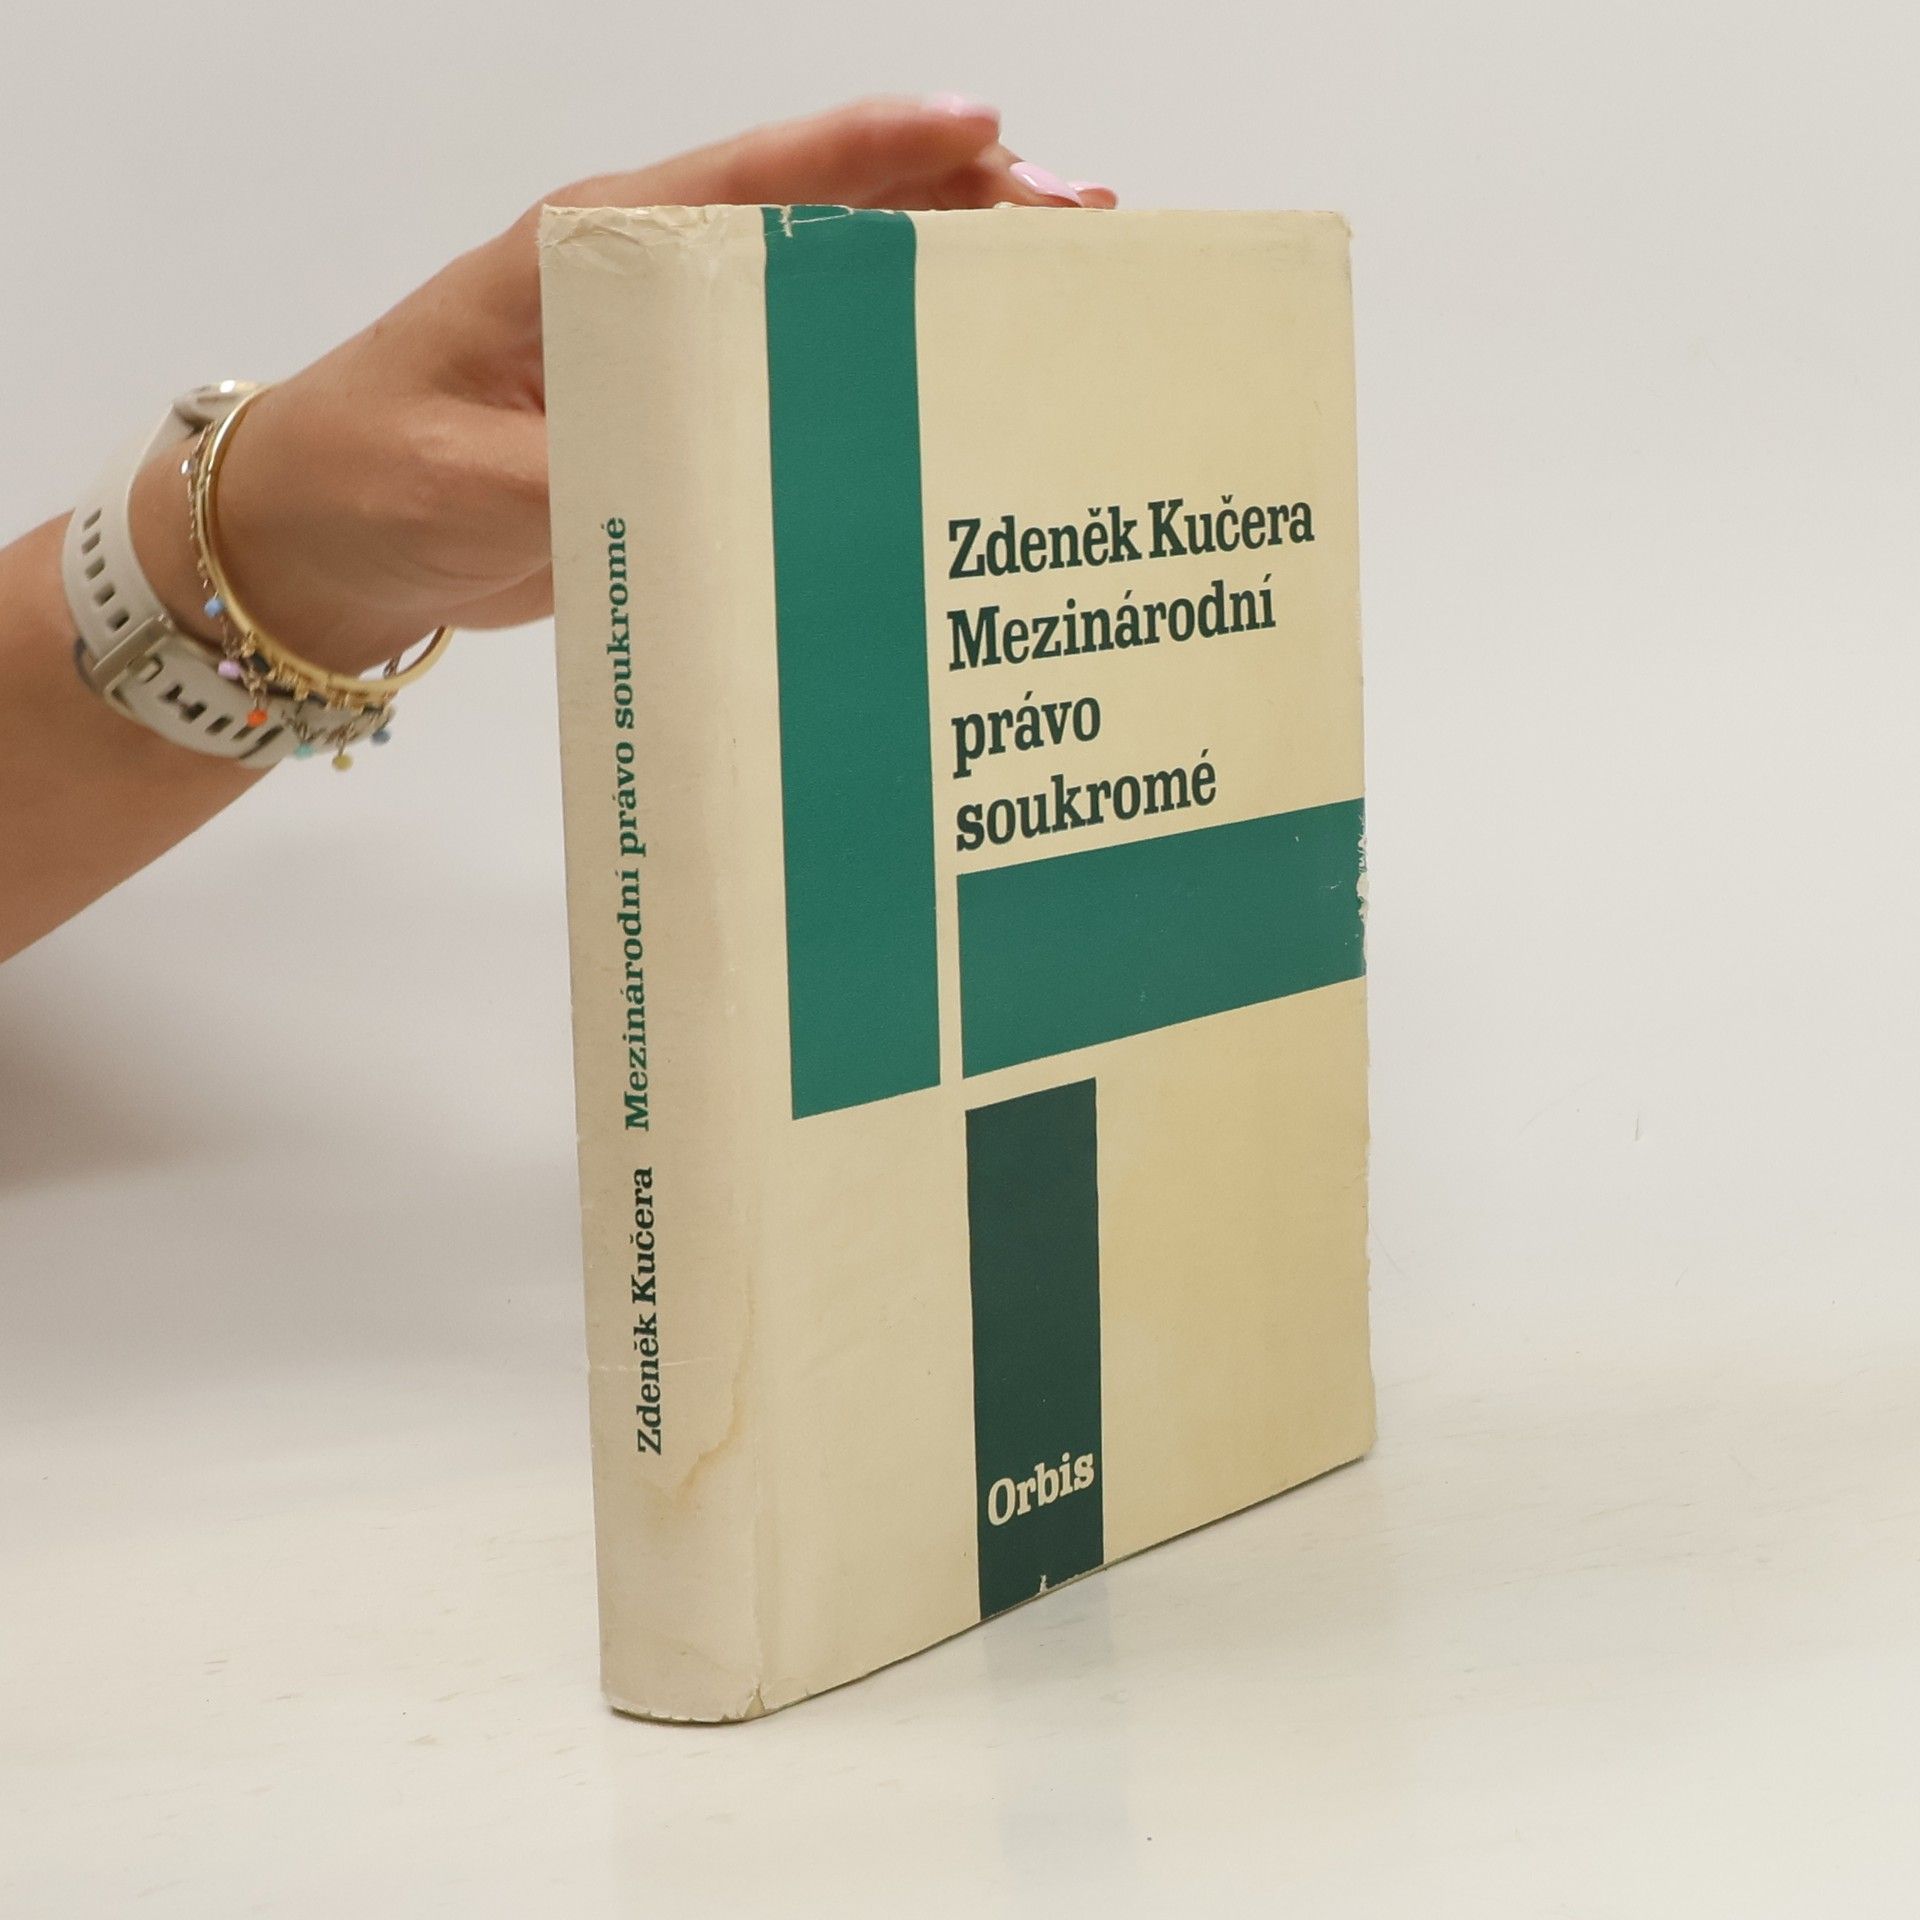 Zdeněk Kučera Mezinárodní právo soukromé
Zdeněk Kučera
Mezinárodní
právo
soukromé
Orbis